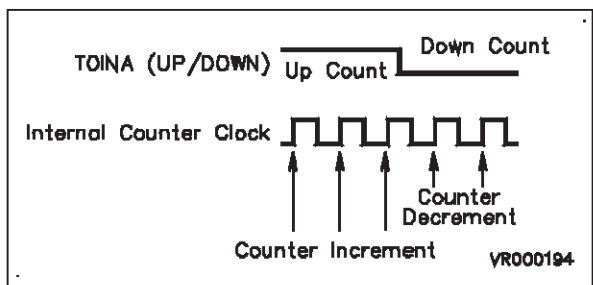 TOINA (UP/DOWN)
Up Count
Down Count
Internal Counter Clock
Counter
Decrement
Counter Increment
VR000194